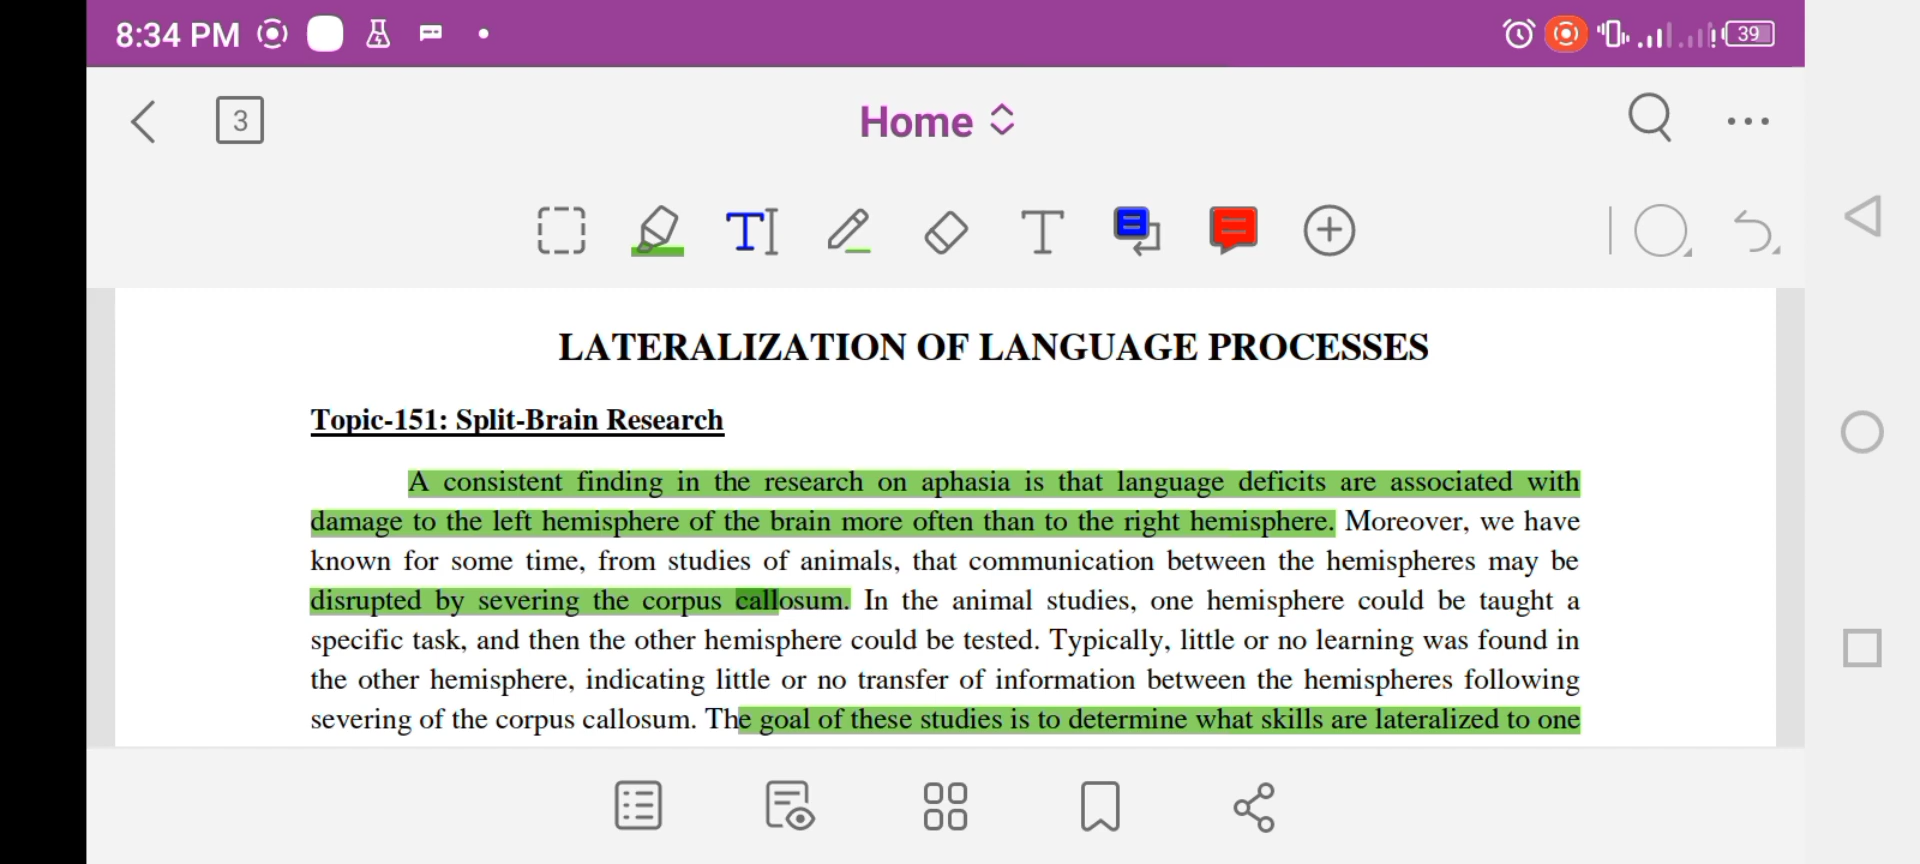 8:34 PM
39
3
Home
LATERALIZATION OF LANGUAGE PROCESSES
Topic-151: Split-Brain Research
A consistent finding in the research on aphasia is that language deficits are associated with
damage to the left hemisphere of the brain more often than to the right hemisphere. Moreover, we have
known for some time, from studies of animals, that communication between the hemispheres may be
disrupted by severing the corpus callosum. In the animal studies, one hemisphere could be taught a
specific task, and then the other hemisphere could be tested. Typically, little or no learning was found in
the other hemisphere, indicating little or no transfer of information between the hemispheres following
severing of the corpus callosum. The goal of these studies is to determine what skills are lateralized to one